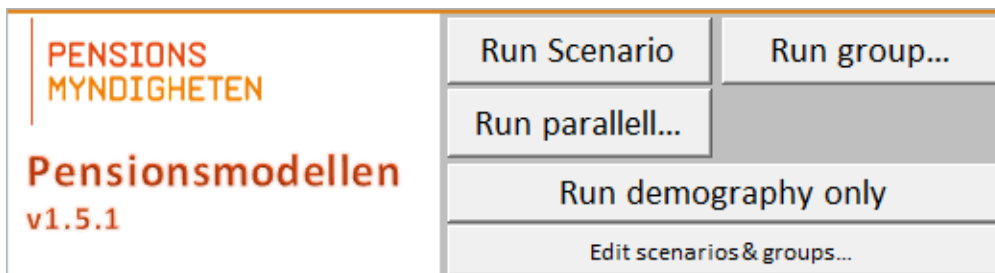 PENSIONS
MYNDIGHETEN
Pensionsmodellen
v1.5.1
Run Scenario
Run group...
Run parallell...
Run demography only
Edit scenarios & groups...